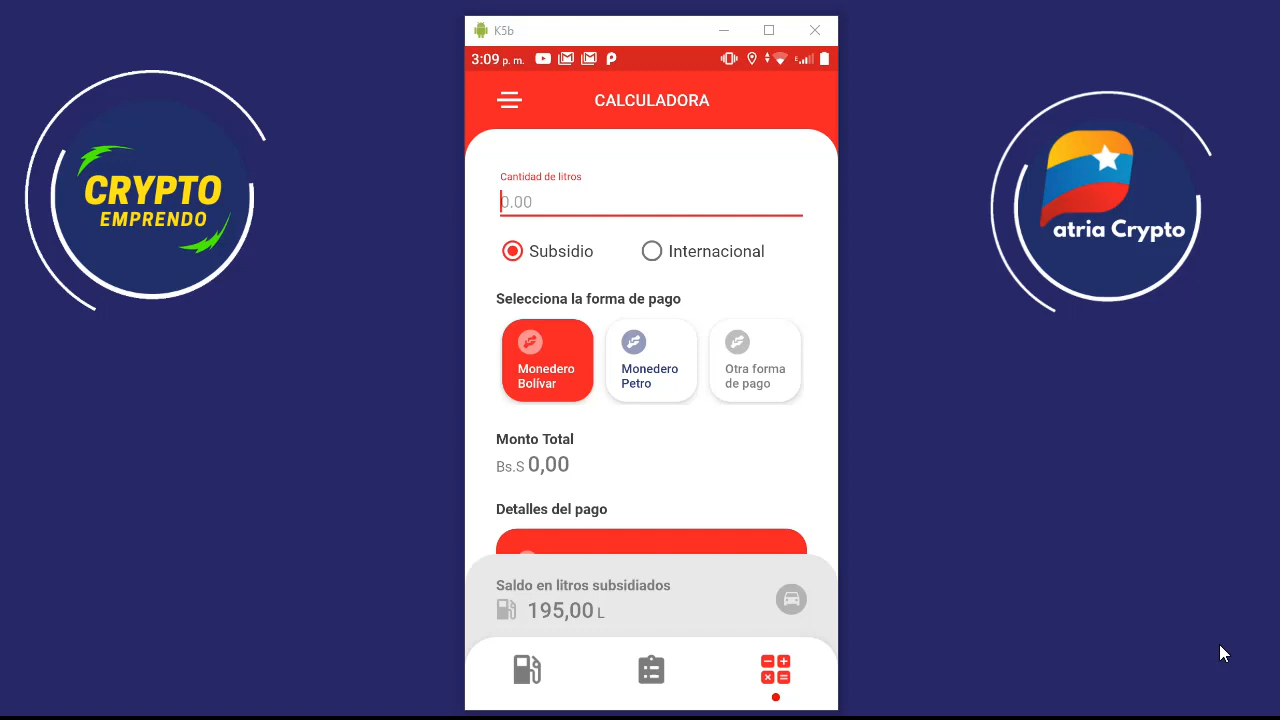 K5b
3:09 p. m.
CALCULADORA
CRYPTO
EMPRENDO
atria Crypto
Cantidad de litros
0.00
Subsidio
Internacional
Selecciona la forma de pago
Monedero
Bolívar
Monedero
Petro
Otra forma
de pago
Monto Total
Bs.S 0,00
Detalles del pago
Saldo en litros subsidiados
195,00 L